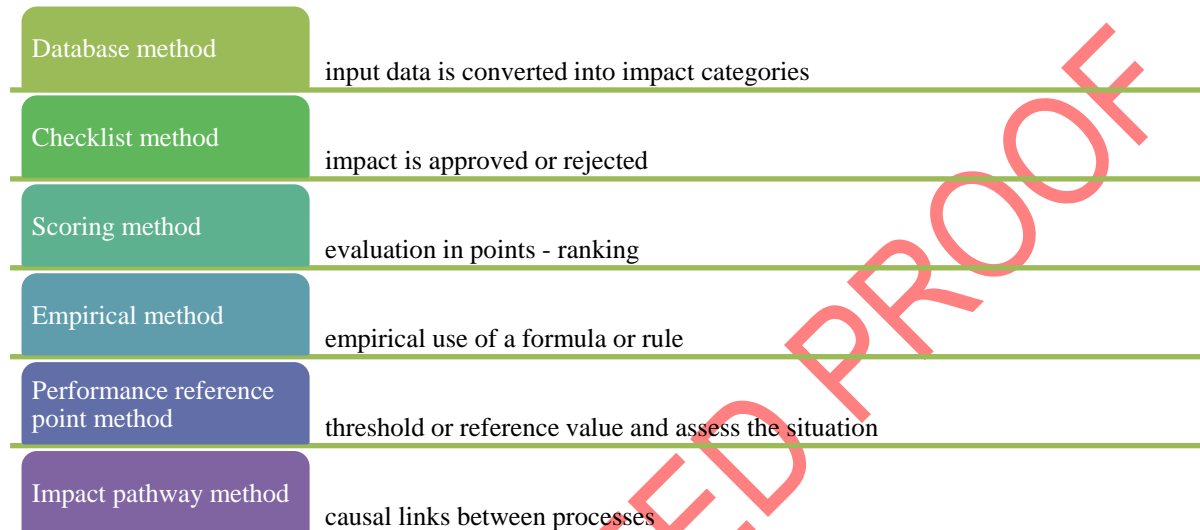 Database method
input data is converted into impact categories
Checklist method
impact is approved or rejected
Scoring method
evaluation in points - ranking
Empirical method
empirical use of a formula or rule
Performance reference
point method
threshold or reference value and assess the situation
Impact pathway method
causal links between processes
ED PROOF